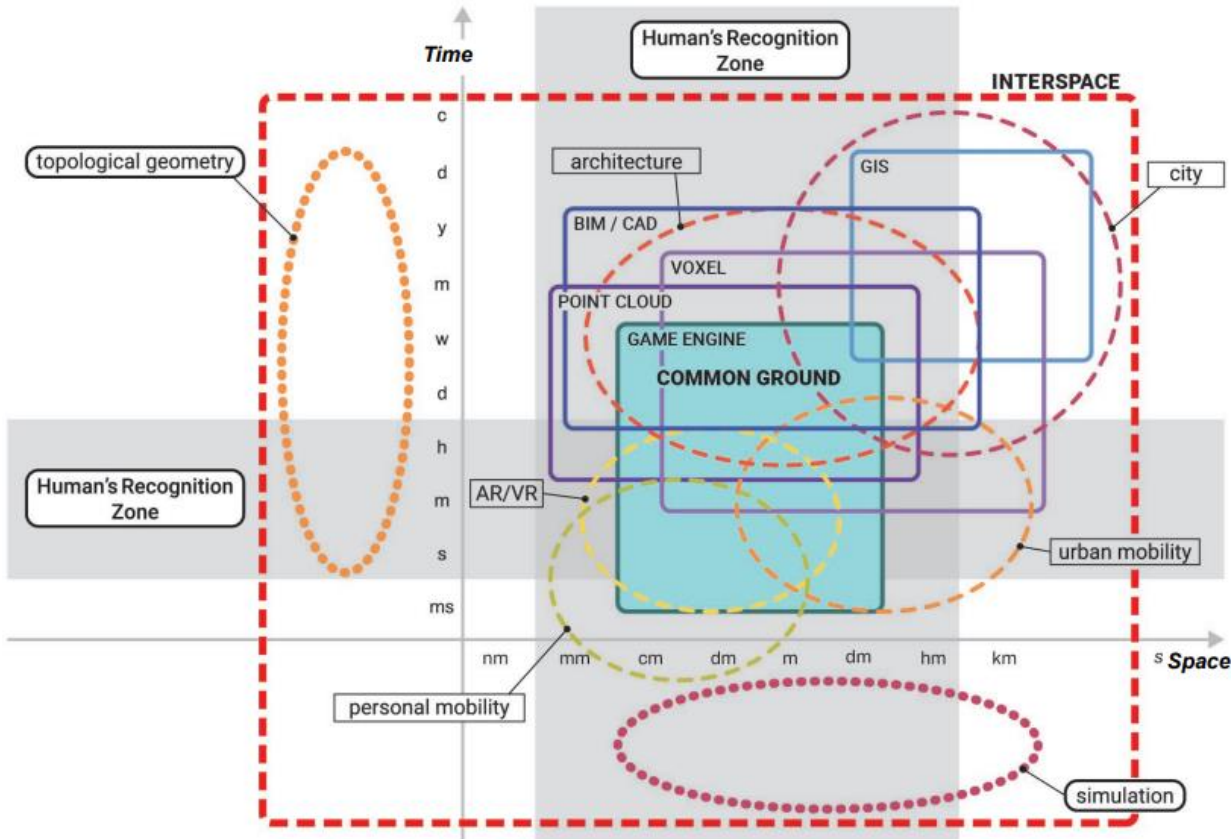 Human's Recognition
Zone
Time
INTERSPACE
c
topological geometry
architecture
GIS
city
d
y
BIM / CAD
VOXEL
m
POINT CLOUD
w
GAME ENGINE
COMMON GROUND
d
h
Human's Recognition
Zone
AR/VR
m
s
urban mobility
ms
nm
mm
cm
dm
m
dm
hm
km
s
Space
personal mobility
simulation